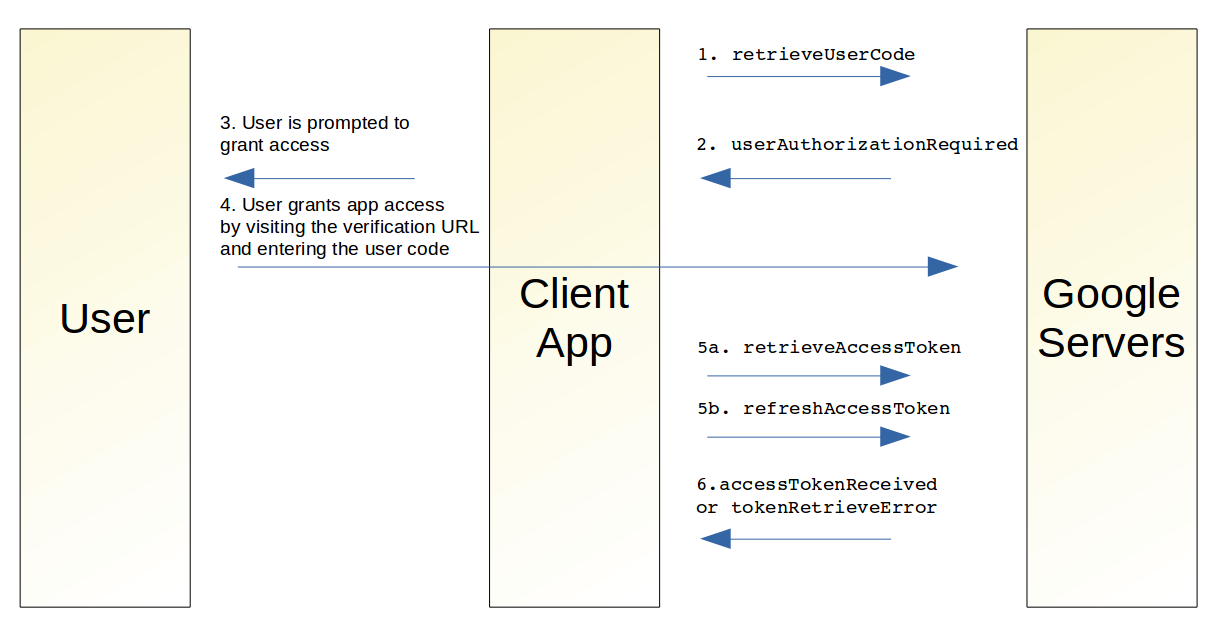 1. retrieveUserCode
3. User is prompted to
grant access
2. userAuthorizationRequired
4. User grants app access
by visiting the verification URL
and entering the user code
User
Client
App
Google
Servers
5a. retrieveAccessToken
5b. refreshAccessToken
6.accessTokenReceived
or tokenRetrieveError